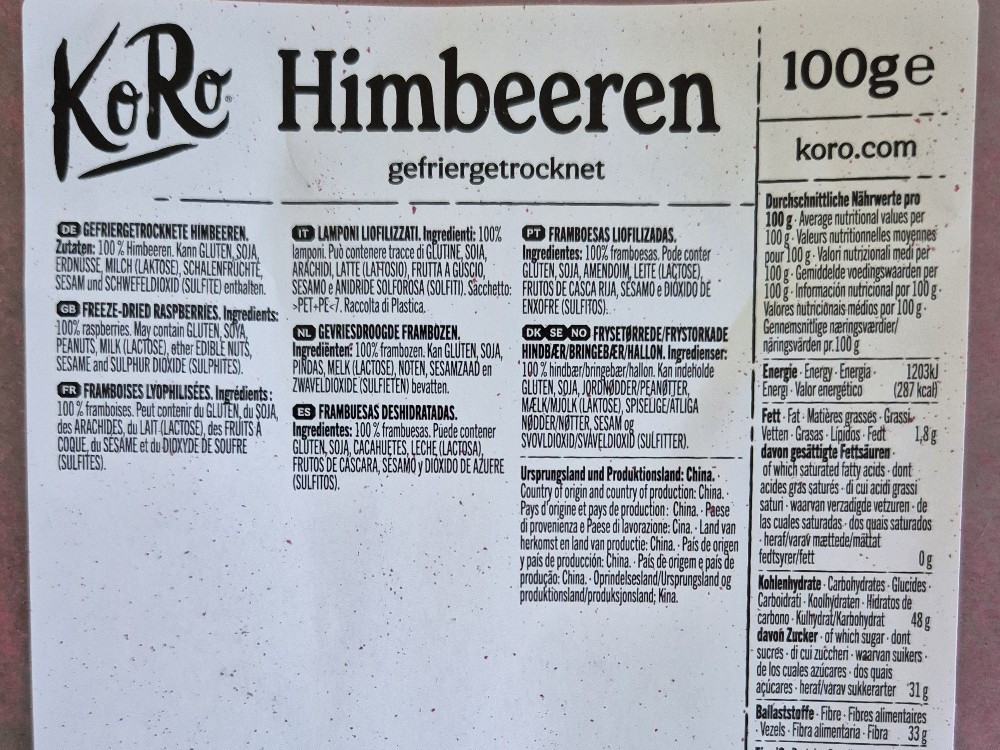 KoRo
Himbeeren
gefriergetrocknet
100g e
koro.com
DE GEFRIERGETROCKNETE HIMBEEREN.
Zutaten: 100 % Himbeeren. Kann GLUTEN, SOJA,
ERDNÜSSE, MILCH (LAKTOSE), SCHALENFRÜCHTE,
SESAM und SCHWEFELDIOXID (SULFITE) enthalten.
GB FREEZE-DRIED RASPBERRIES. Ingredients:
100% raspberries. May contain GLUTEN, SOYA,
PEANUTS, MILK (LACTOSE), other EDIBLE NUTS,
SESAME and SULPHUR DIOXIDE (SULPHITES).
FR FRAMBOISES LYOPHILISÉES. Ingrédients :
100 % framboises. Peut contenir du GLUTEN, du SOJA,
des ARACHIDES, du LAIT (LACTOSE), des FRUITS À
COQUE, du SÉSAME et du DIOXYDE DE SOUFRE
(SULFITES).
IT LAMPONI LIOFILIZZATI. Ingredienti: 100%
lamponi. Può contenere tracce di GLUTINE, SOIA,
ARACHIDI, LATTE (LATTOSIO), FRUTTA A GUSCIO,
SESAMO e ANIDRIDE SOLFOROSA (SOLFITI). Sacchetto:
>PET+PE<7. Raccolta di Plastica.
NL GEVRIESDROOGDE FRAMBOZEN.
Ingrediënten: 100% frambozen. Kan GLUTEN, SOJA,
PINDAS, MELK (LACTOSE), NOTEN, SESAMZAAD en
ZWAVELDIOXIDE (SULFIETEN) bevatten.
ES FRAMBUESAS DESHIDRATADAS.
Ingredientes: 100 % frambuesas. Puede contener
GLUTEN, SOJA, CACAHUETES, LECHE (LACTOSA),
FRUTOS DE CÁSCARA, SÉSAMO y DIÓXIDO DE AZUFRE
(SULFITOS).
PT FRAMBOESAS LIOFILIZADAS.
Ingredientes: 100% framboesas. Pode conter
GLÚTEN, SOJA, AMENDOIM, LEITE (LACTOSE),
FRUTOS DE CASCA RIJA, SÉSAMO e DIÓXIDO DE
ENXOFRE (SULFITOS).
DK SE NO FRYSETØRREDE/FRYSTORKADE
HINDBÆR/BRINGEBÆR/HALLON. Ingredienser:
100 % hindbær/bringebær/hallon. Kan indeholde
GLUTEN, SOJA, JORDNØDDER/PEANØTTER,
MÆLK/MJOLK (LAKTOSE), SPISELIGE/ATLIGA
NØDDER/NØTTER, SESAM og
SVOVLDIOXID/SVAVELDIOXID (SULFITTER).
Ursprungsland und Produktionsland: China. ·
Country of origin and country of production: China. ·
Pays d'origine et pays de production : China. · Paese
di provenienza e Paese di lavorazione: Cina. · Land van
herkomst en land van productie: China. · País de origen
y país de producción: China. · País de origem e país de
produção: China. · Oprindelsesland/Ursprungsland og
produktionsland/produksjonsland; Kina.
Durchschnittliche Nährwerte pro
100 g · Average nutritional values per
100 g · Valeurs nutritionnelles moyennes
pour 100 g · Valori nutrizionali medi per
100 g · Gemiddelde voedingswaarden per
100 g · Información nutricional por 100 g ·
Valores nutricionais médios por 100 g ·
Gennemsnitlige næringsværdier/
näringsvärden pr.100 g
Energie · Energy · Energia · 1203kJ
Energi · Valor energético (287 kcal)
Fett · Fat · Matières grasses · Grassi ·
Vetten · Grasas · Lípidos · Fedt 1,8 g
davon gesättigte Fettsäuren ·
of which saturated fatty acids · dont
acides gras saturés · di cui acidi grassi
saturi · waarvan verzadigde vetzuren · de
las cuales saturadas · dos quais saturados
· heraf/varav mættede/mättat
fedtsyrer/fett 0 g
Kohlenhydrate · Carbohydrates · Glucides ·
Carboidrati · Koolhydraten · Hidratos de
carbono · Kulhydrat/Karbohydrat 48 g
davon Zucker · of which sugar · dont
sucres · di cui zuccheri · waarvan suikers ·
de los cuales azúcares · dos quais
açúcares · heraf/varav sukkerarter 31 g
Ballaststoffe · Fibre · Fibres alimentaires
· Vezels · Fibra alimentaria · Fibra 33 g